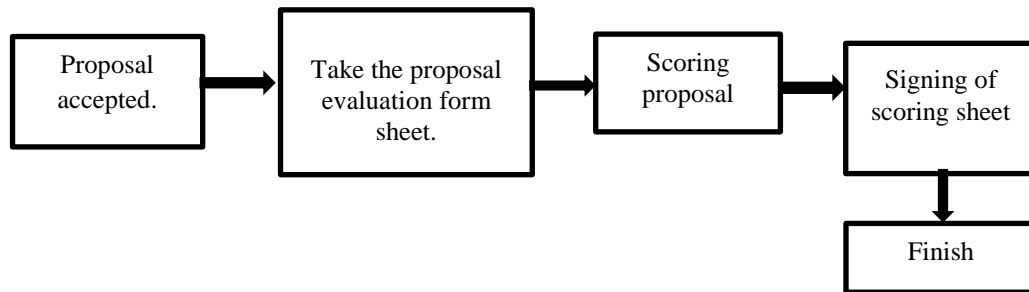 Proposal
accepted.
Take the proposal
evaluation form
sheet.
Scoring
proposal
Signing of
scoring sheet
Finish